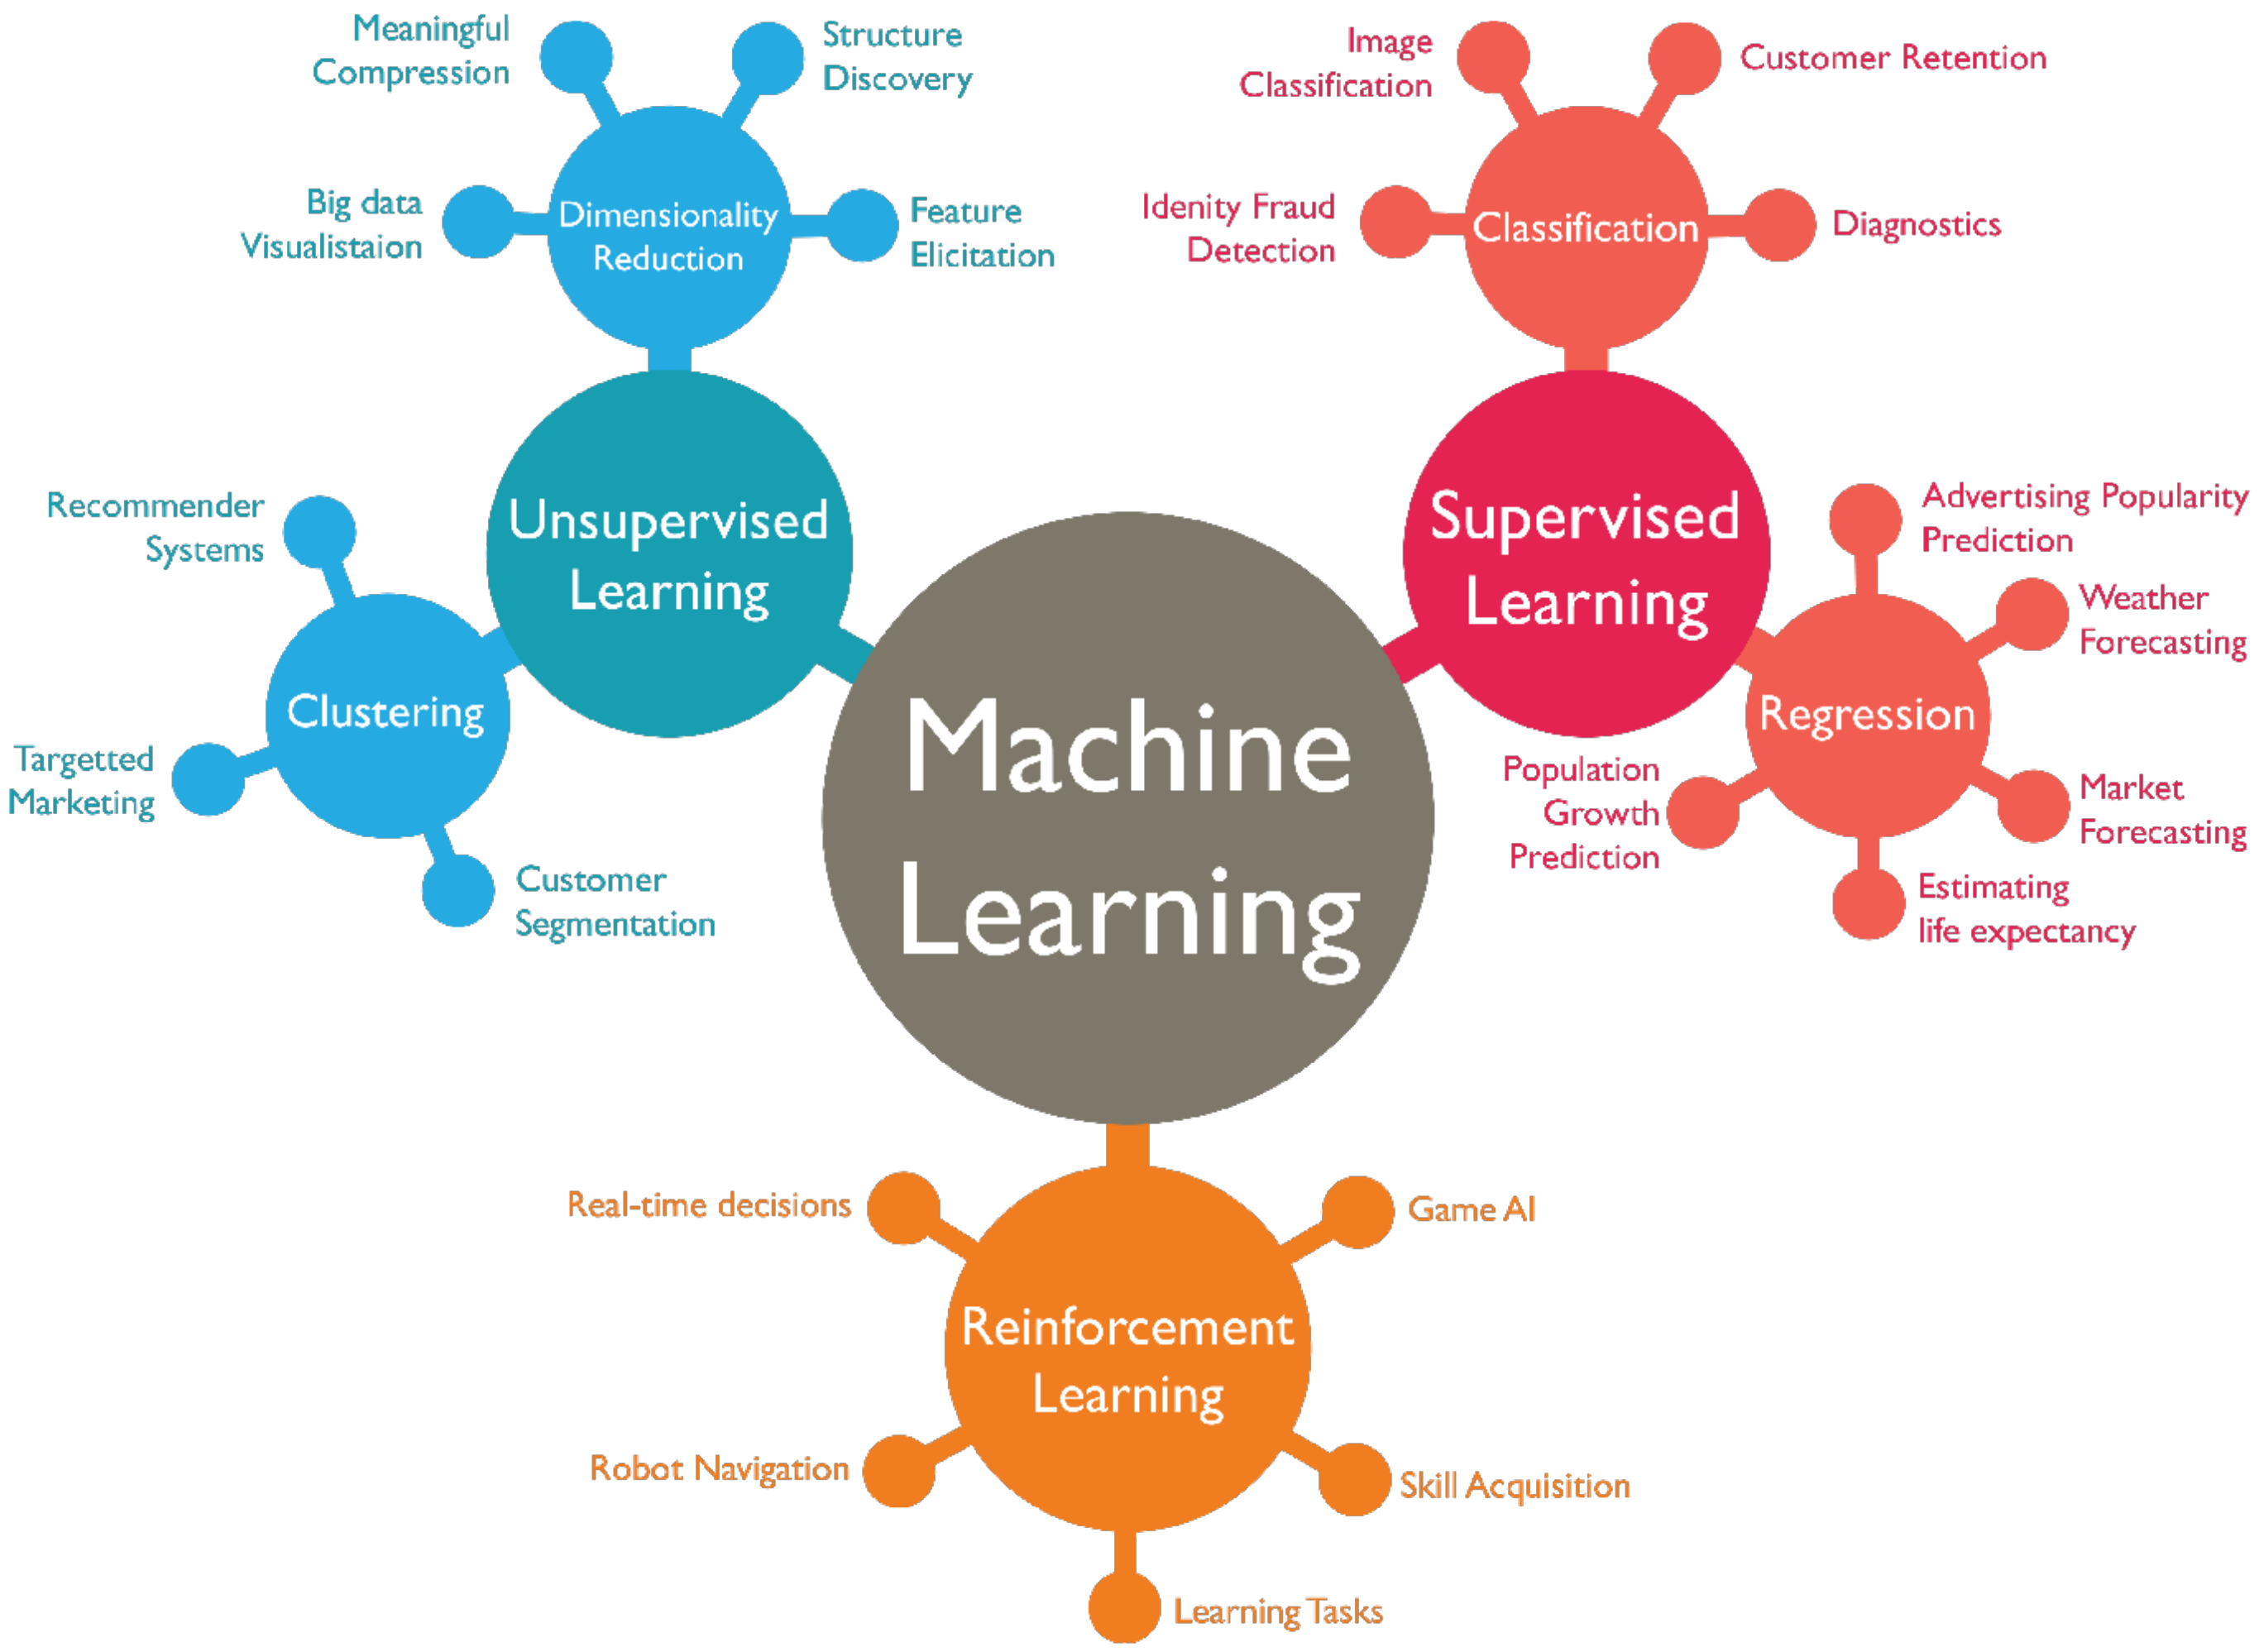 Meaningful
Compression
Structure
Discovery
Big data
Visualistaion
Dimensionality
Reduction
Feature
Elicitation
Image
Classification
Customer Retention
Idenity Fraud
Detection
Classification
Diagnostics
Unsupervised
Learning
Supervised
Learning
Recommender
Systems
Clustering
Targetted
Marketing
Customer
Segmentation
Machine
Learning
Advertising Popularity
Prediction
Weather
Forecasting
Regression
Population
Growth
Prediction
Market
Forecasting
Estimating
life expectancy
Real-time decisions
Game AI
Reinforcement
Learning
Robot Navigation
Skill Acquisition
Learning Tasks